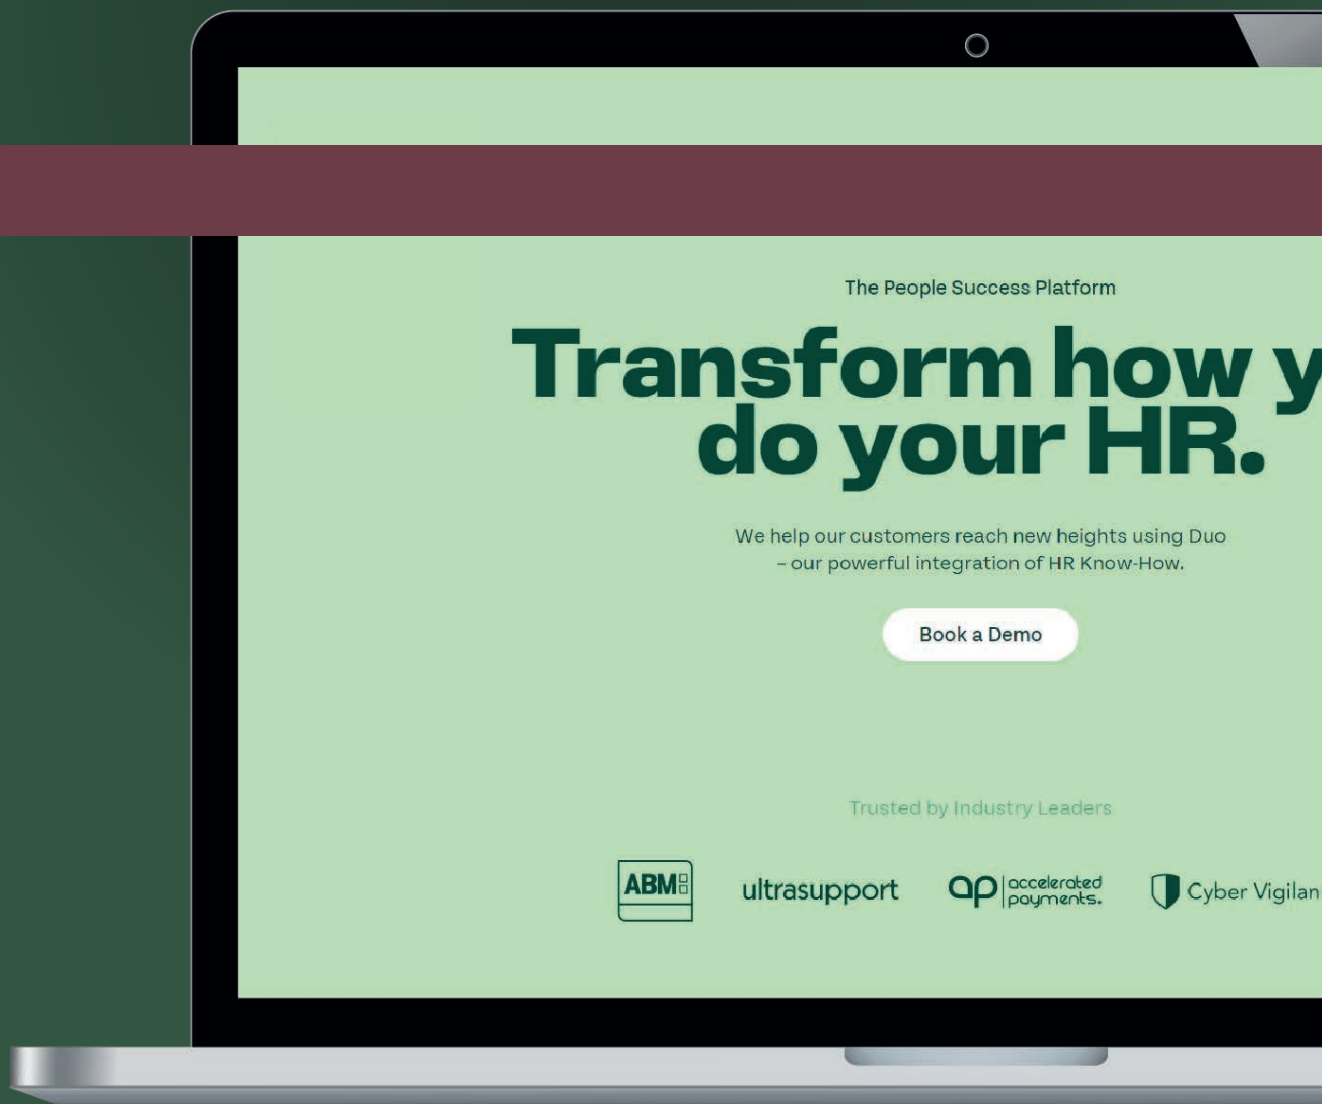 The People Success Platform
Transform how y
do your HR.
We help our customers reach new heights using Duo
– our powerful integration of HR Know-How.
Book a Demo
Trusted by Industry Leaders
ABM
ultrasupport
ap accelerated
payments.
Cyber Vigilan